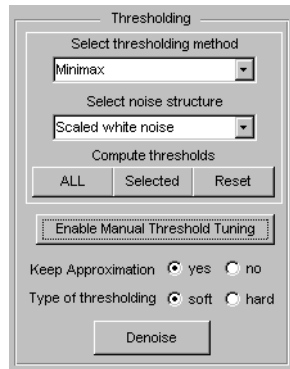 Thresholding
Select thresholding method
Minimax
Select noise structure
Scaled white noise
Compute thresholds
ALL Selected Reset
Enable Manual Threshold Tuning
Keep Approximation yes no
Type of thresholding soft hard
Denoise